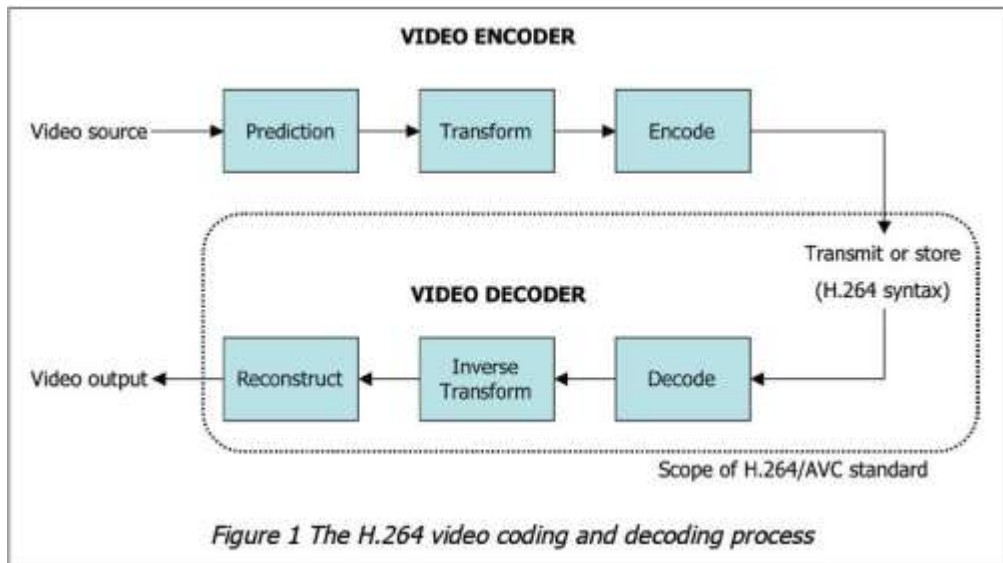 VIDEO ENCODER
Video source
Prediction
Transform
Encode
Transmit or store
(H.264 syntax)
VIDEO DECODER
Video output
Reconstruct
Inverse
Transform
Decode
Scope of H.264/AVC standard
Figure 1 The H.264 video coding and decoding process